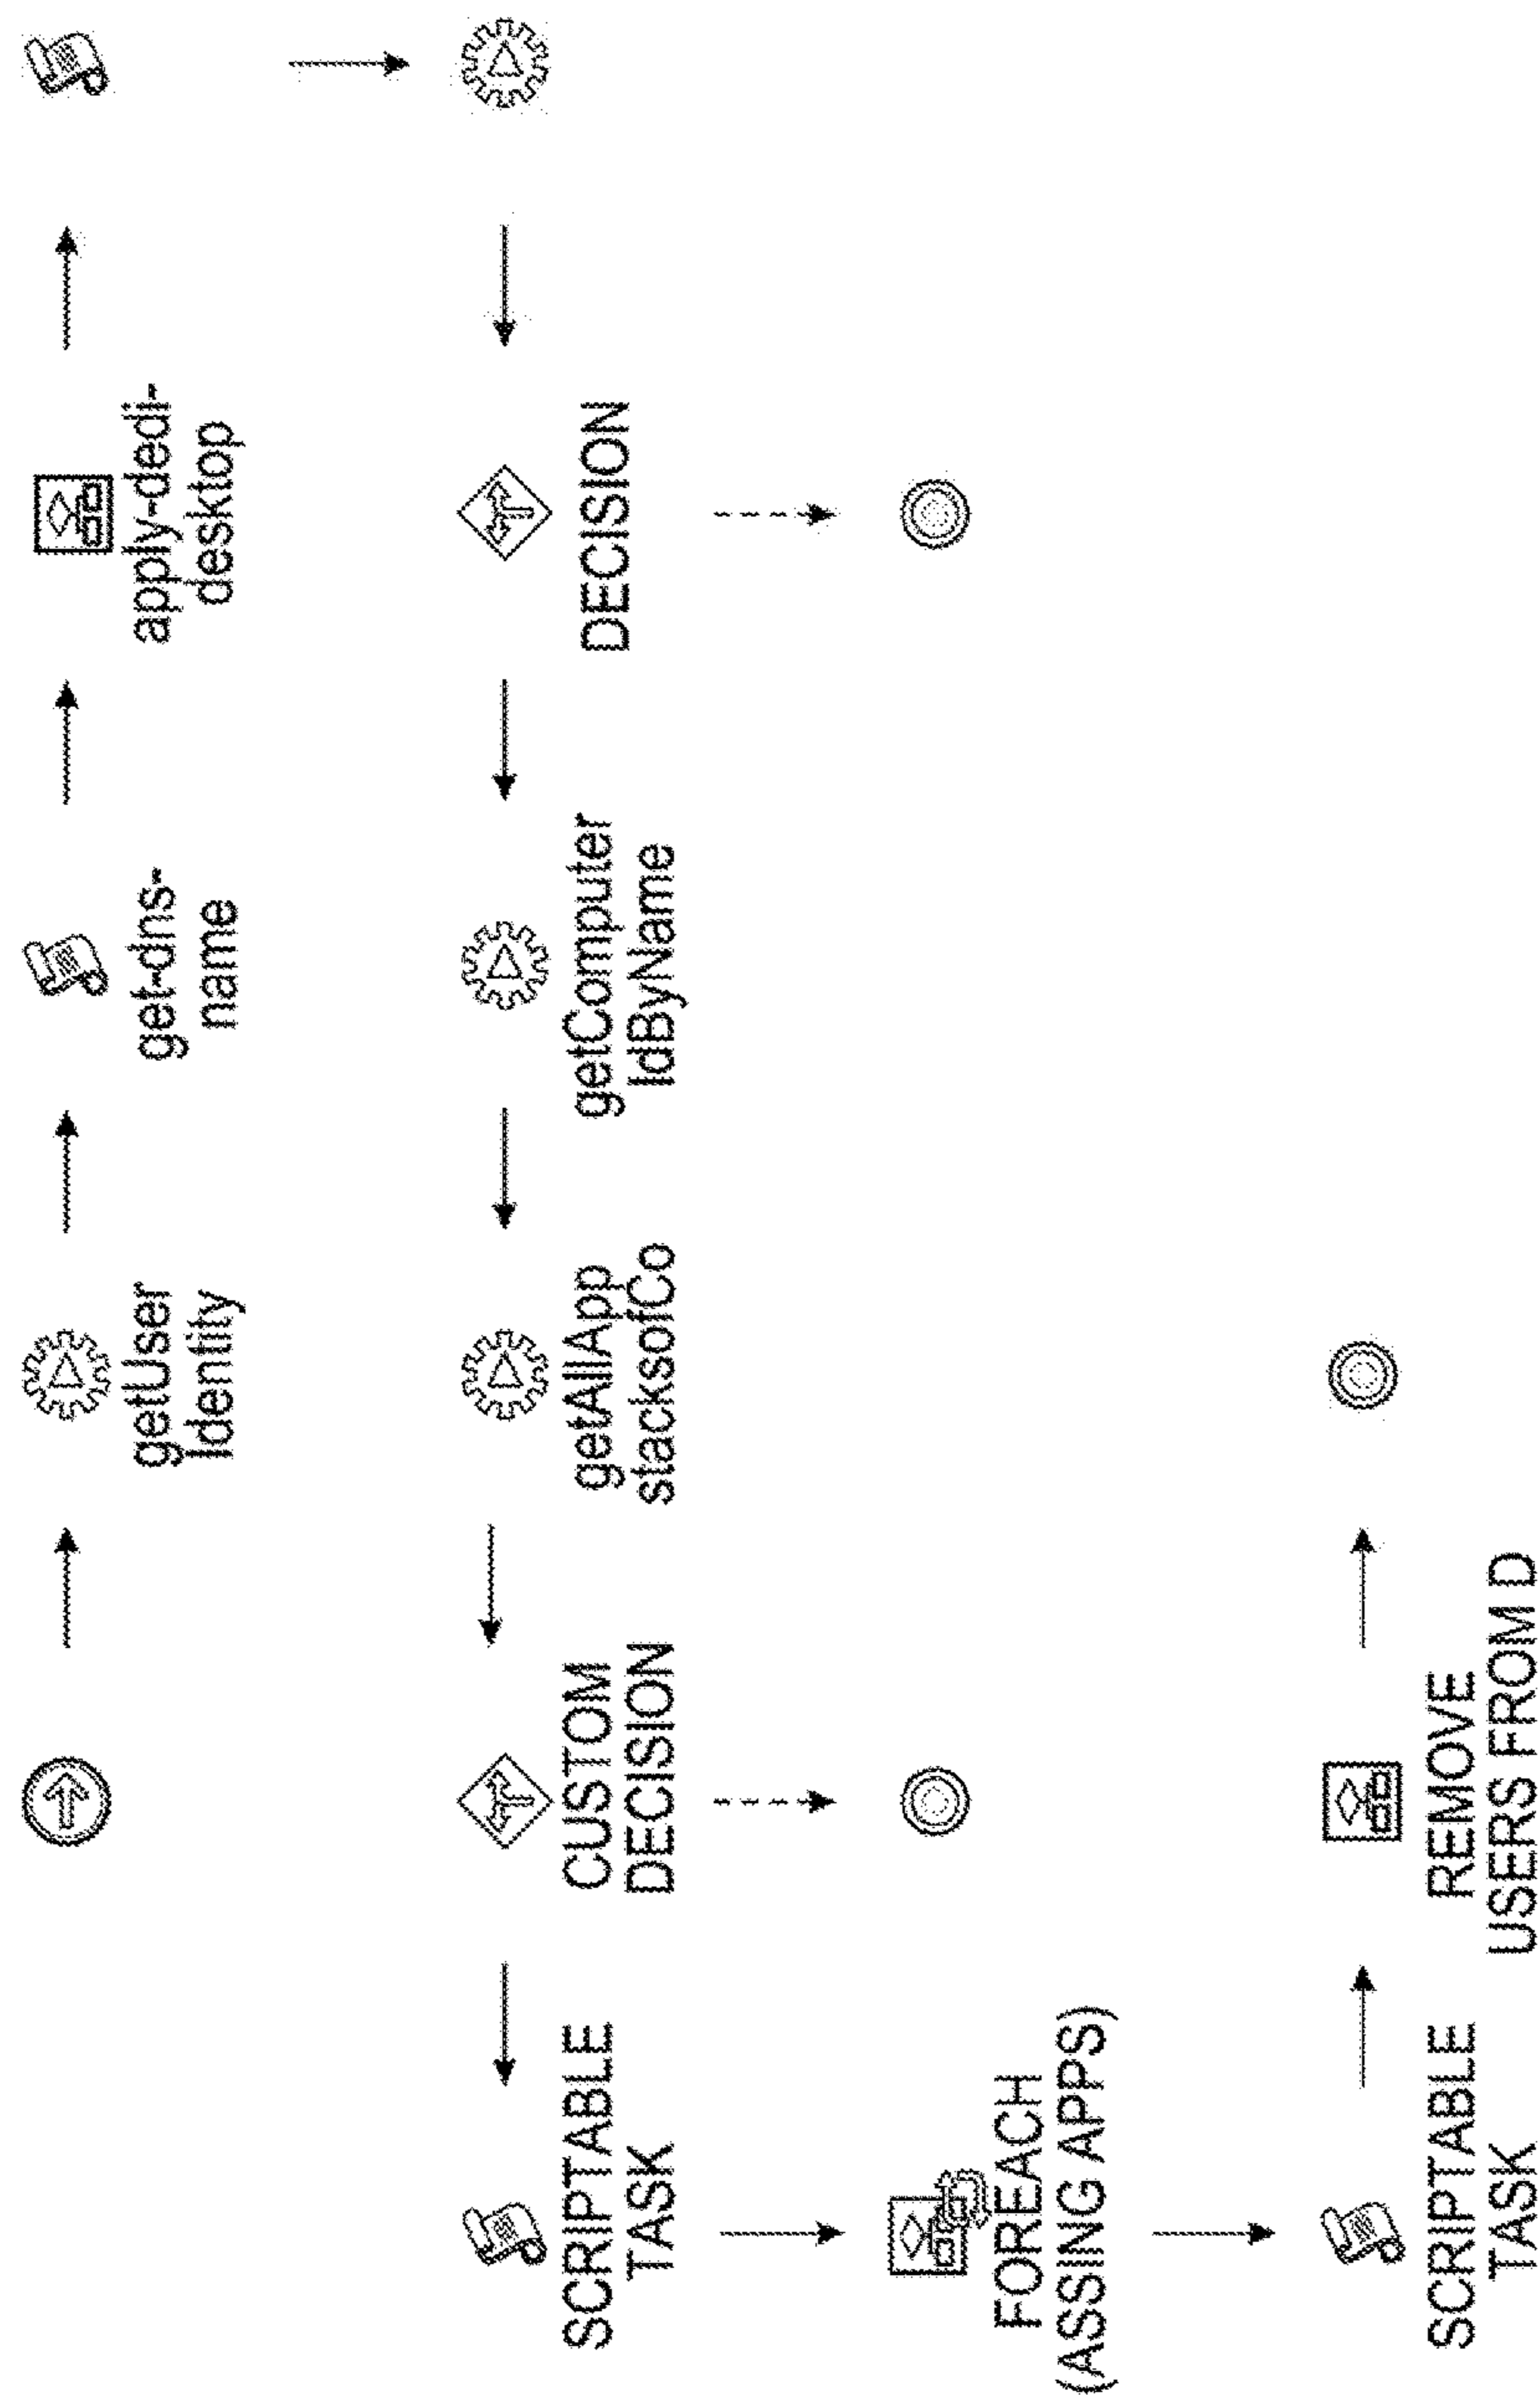 getUser
Identity
get-dns-
name
apply-dedi-
desktop
SCRIPTABLE
TASK
CUSTOM
DECISION
getAllApp
stacksofCo
getComputer
IdByName
DECISION
FOREACH
(ASSING APPS)
SCRIPTABLE
TASK
REMOVE
USERS FROM D